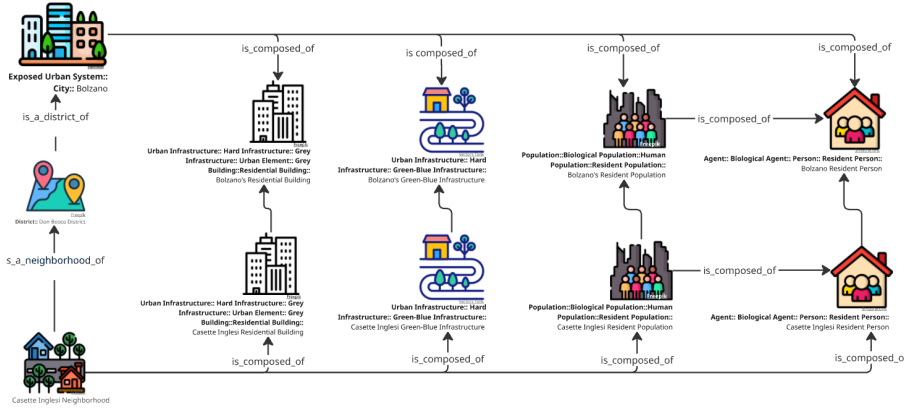 is_composed_of
is_composed_of
is_composed_of
is_composed_of
Exposed Urban System::
City:: Bolzano
is_a_district_of
freepik
Urban Infrastructure:: Hard Infrastructure:: Grey
Infrastructure:: Urban Element:: Grey
Building::Residential Building::
Bolzano's Residential Building
Urban Infrastructure:: Hard
Infrastructure:: Green-Blue Infrastructure::
Bolzano's Green-Blue Infrastructure
freepik
is_composed_of
Population::Biological Population::Human
Population::Resident Population::
Bolzano's Resident Population
Agent:: Biological Agent:: Person:: Resident Person::
Bolzano Resident Person
freepik
District:: Don Bosco District
s_a_neighborhood_of
freepik
Urban Infrastructure:: Hard Infrastructure:: Grey
Infrastructure:: Urban Element:: Grey
Building::Residential Building::
Casette Inglesi Residential Building
Urban Infrastructure:: Hard
Infrastructure:: Green-Blue Infrastructure::
Casette Inglesi Green-Blue Infrastructure
freepik
is_composed_of
Population::Biological Population::Human
Population::Resident Population::
Casette Inglesi Resident Population
Agent:: Biological Agent:: Person:: Resident Person::
Casette Inglesi Resident Person
is_composed_of
is_composed_of
is_composed_of
is_composed_o
Casette Inglesi Neighborhood